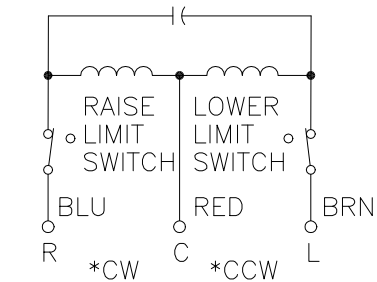 RAISE LOWER
LIMIT LIMIT
SWITCH SWITCH
BLU RED BRN
R C L
*CW *CCW